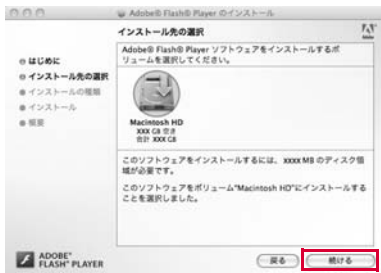 Adobe® Flash® Player のインストール
インストール先の選択
Adobe® Flash® Player ソフトウェアをインストールするボ
リュームを選択してください。
はじめに
インストール先の選択
インストールの種類
インストール
概要
Macintosh HD
XXX GB 空き
合計 XXX GB
このソフトウェアをインストールするには、xxxx MB のディスク領
域が必要です。
このソフトウェアをボリューム"Macintosh HD"にインストールする
ことを選択しました。
ADOBE®
FLASH® PLAYER
戻る
続ける